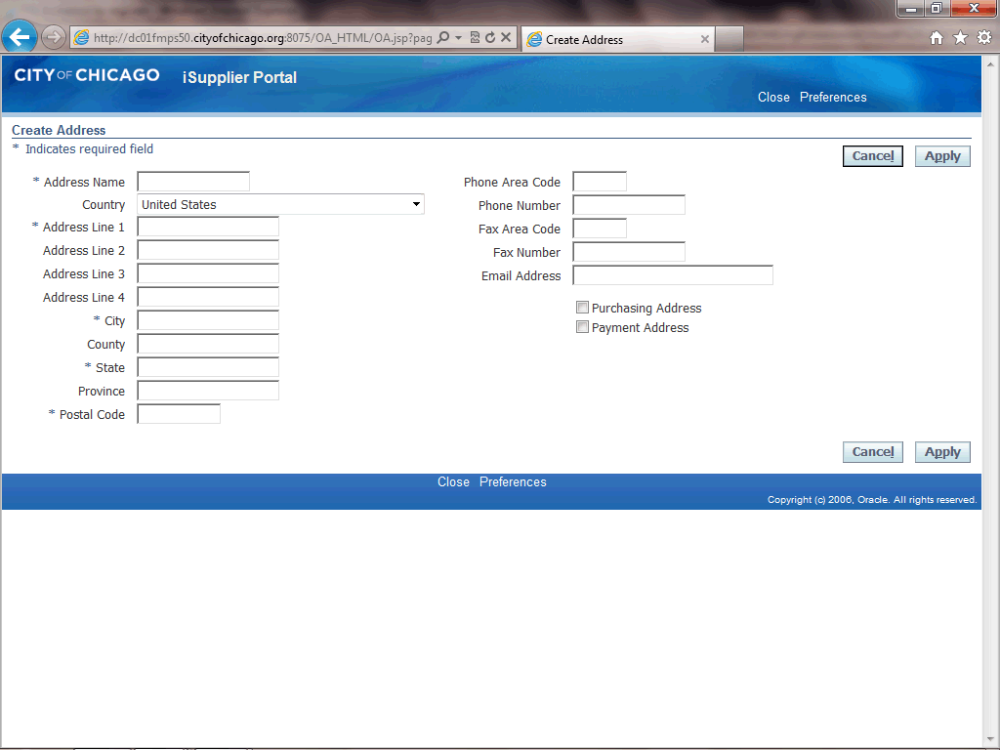 http://dc01fmps50.cityofchicago.org:8075/OA_HTML/OA.jsp?pag
Create Address
CITY OF CHICAGO iSupplier Portal
Close Preferences
Create Address
* Indicates required field
Cancel Apply
* Address Name
Country United States
* Address Line 1
Address Line 2
Address Line 3
Address Line 4
* City
County
* State
Province
* Postal Code
Phone Area Code
Phone Number
Fax Area Code
Fax Number
Email Address
Purchasing Address
Payment Address
Cancel Apply
Close Preferences
Copyright (c) 2006, Oracle. All rights reserved.